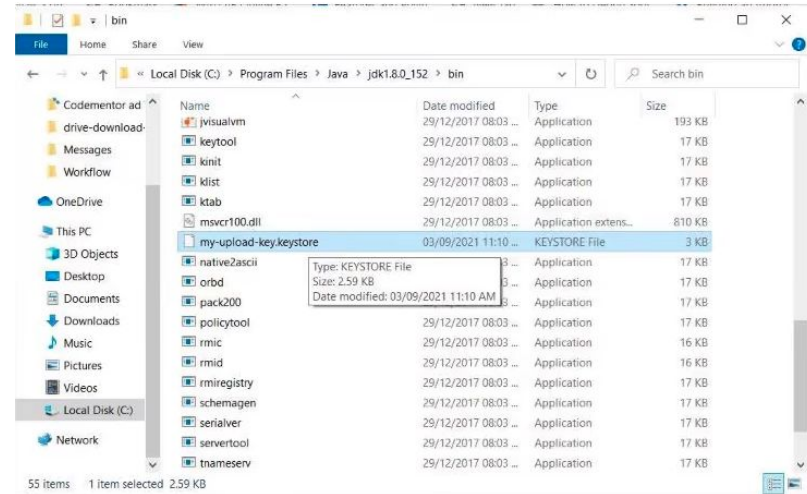 bin
File Home Share View
« Local Disk (C:) > Program Files > Java > jdk1.8.0_152 > bin Search bin
Codementor ad
drive-download-
Messages
Workflow
OneDrive
This PC
3D Objects
Desktop
Documents
Downloads
Music
Pictures
Videos
Local Disk (C:)
Network
Name Date modified Type Size
jvisualvm 29/12/2017 08:03 ... Application 193 KB
keytool 29/12/2017 08:03 ... Application 17 KB
kinit 29/12/2017 08:03 ... Application 17 KB
klist 29/12/2017 08:03 ... Application 17 KB
ktab 29/12/2017 08:03 ... Application 17 KB
msvcr100.dll 29/12/2017 08:03 ... Application extens... 810 KB
my-upload-key.keystore 03/09/2021 11:10 ... KEYSTORE File 3 KB
native2ascii 3 ... Application 17 KB
orbd 3 ... Application 17 KB
pack200 3 ... Application 17 KB
Type: KEYSTORE File
Size: 2.59 KB
Date modified: 03/09/2021 11:10 AM
policytool 29/12/2017 08:03 ... Application 17 KB
rmic 29/12/2017 08:03 ... Application 16 KB
rmid 29/12/2017 08:03 ... Application 16 KB
rmiregistry 29/12/2017 08:03 ... Application 17 KB
schemagen 29/12/2017 08:03 ... Application 17 KB
serialver 29/12/2017 08:03 ... Application 17 KB
servertool 29/12/2017 08:03 ... Application 17 KB
tnameserv 29/12/2017 08:03 ... Application 17 KB
55 items 1 item selected 2.59 KB